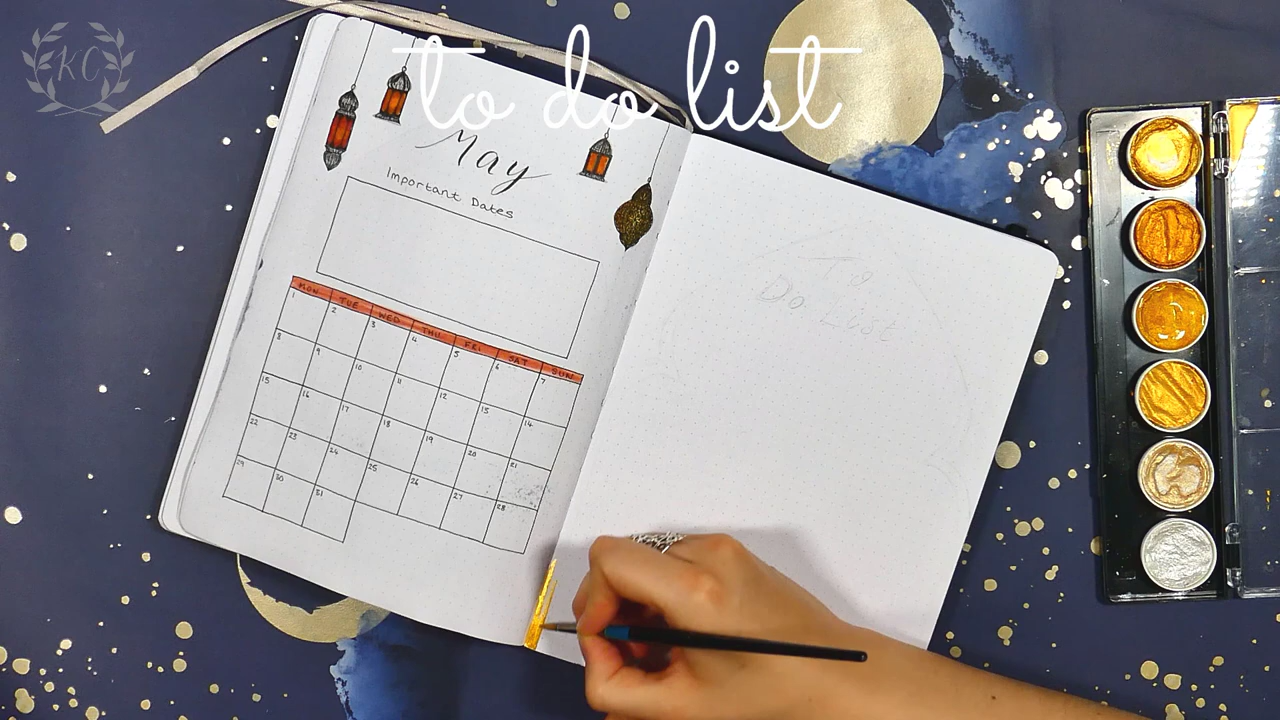 KC
to do list
May
Important Dates
MON TUE WED THU FRI SAT SUN
1 2 3 4 5 6 7
8 9 10 11 12 13 14
15 16 17 18 19 20 21
22 23 24 25 26 27 28
29 30 31
To
Do List